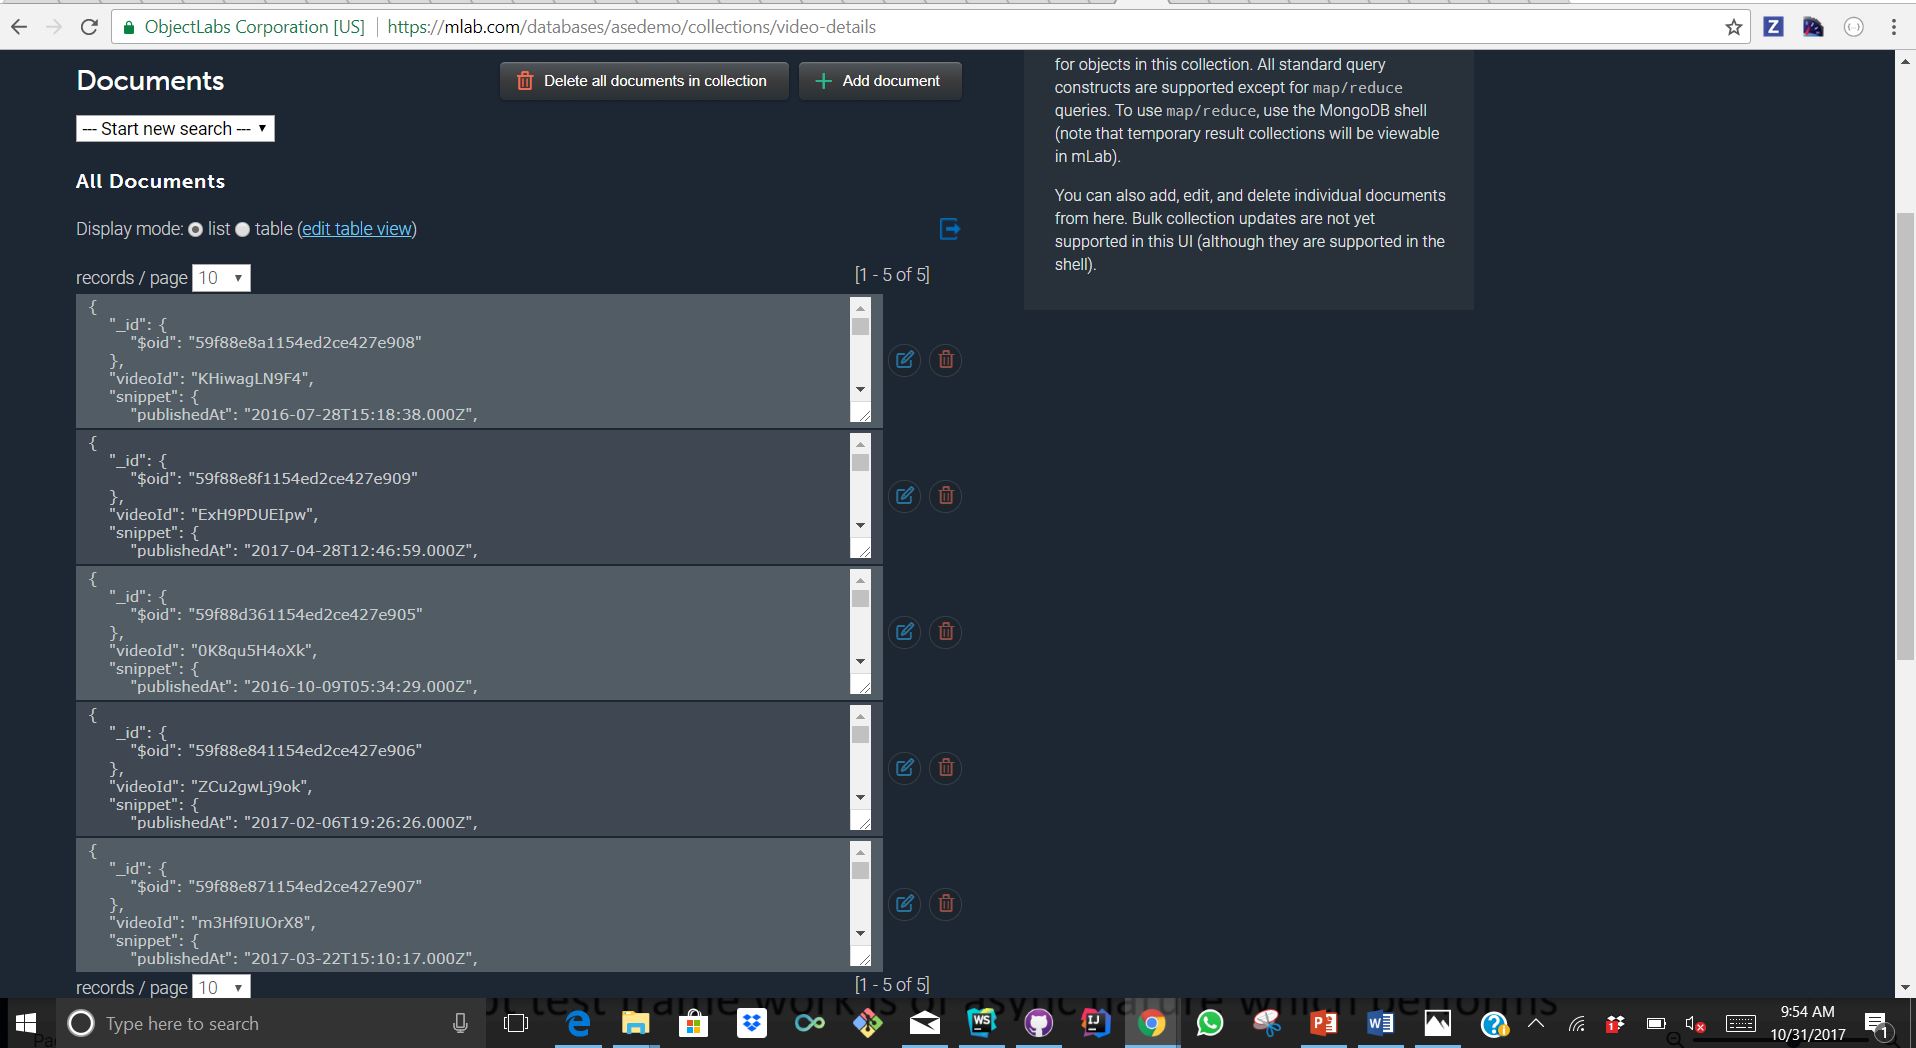 ObjectLabs Corporation [US] https://mlab.com/databases/asedemo/collections/video-details
Documents
Delete all documents in collection
Add document
--- Start new search ---
All Documents
Display mode: list table (edit table view)
records / page 10
[1 - 5 of 5]
{
"_id": {
"$oid": "59f88e8a1154ed2ce427e908"
},
"videoId": "KHiwagLN9F4",
"snippet": {
"publishedAt": "2016-07-28T15:18:38.000Z",
{
"_id": {
"$oid": "59f88e8f1154ed2ce427e909"
},
"videoId": "ExH9PDUEIpw",
"snippet": {
"publishedAt": "2017-04-28T12:46:59.000Z",
{
"_id": {
"$oid": "59f88d361154ed2ce427e905"
},
"videoId": "0K8qu5H4oXk",
"snippet": {
"publishedAt": "2016-10-09T05:34:29.000Z",
{
"_id": {
"$oid": "59f88e841154ed2ce427e906"
},
"videoId": "ZCu2gwLj9ok",
"snippet": {
"publishedAt": "2017-02-06T19:26:26.000Z",
{
"_id": {
"$oid": "59f88e871154ed2ce427e907"
},
"videoId": "m3Hf9IUOrX8",
"snippet": {
"publishedAt": "2017-03-22T15:10:17.000Z",
records / page 10
[1 - 5 of 5]
for objects in this collection. All standard query
constructs are supported except for map/reduce
queries. To use map/reduce, use the MongoDB shell
(note that temporary result collections will be viewable
in mLab).
You can also add, edit, and delete individual documents
from here. Bulk collection updates are not yet
supported in this UI (although they are supported in the
shell).
Type here to search
9:54 AM
10/31/2017
1